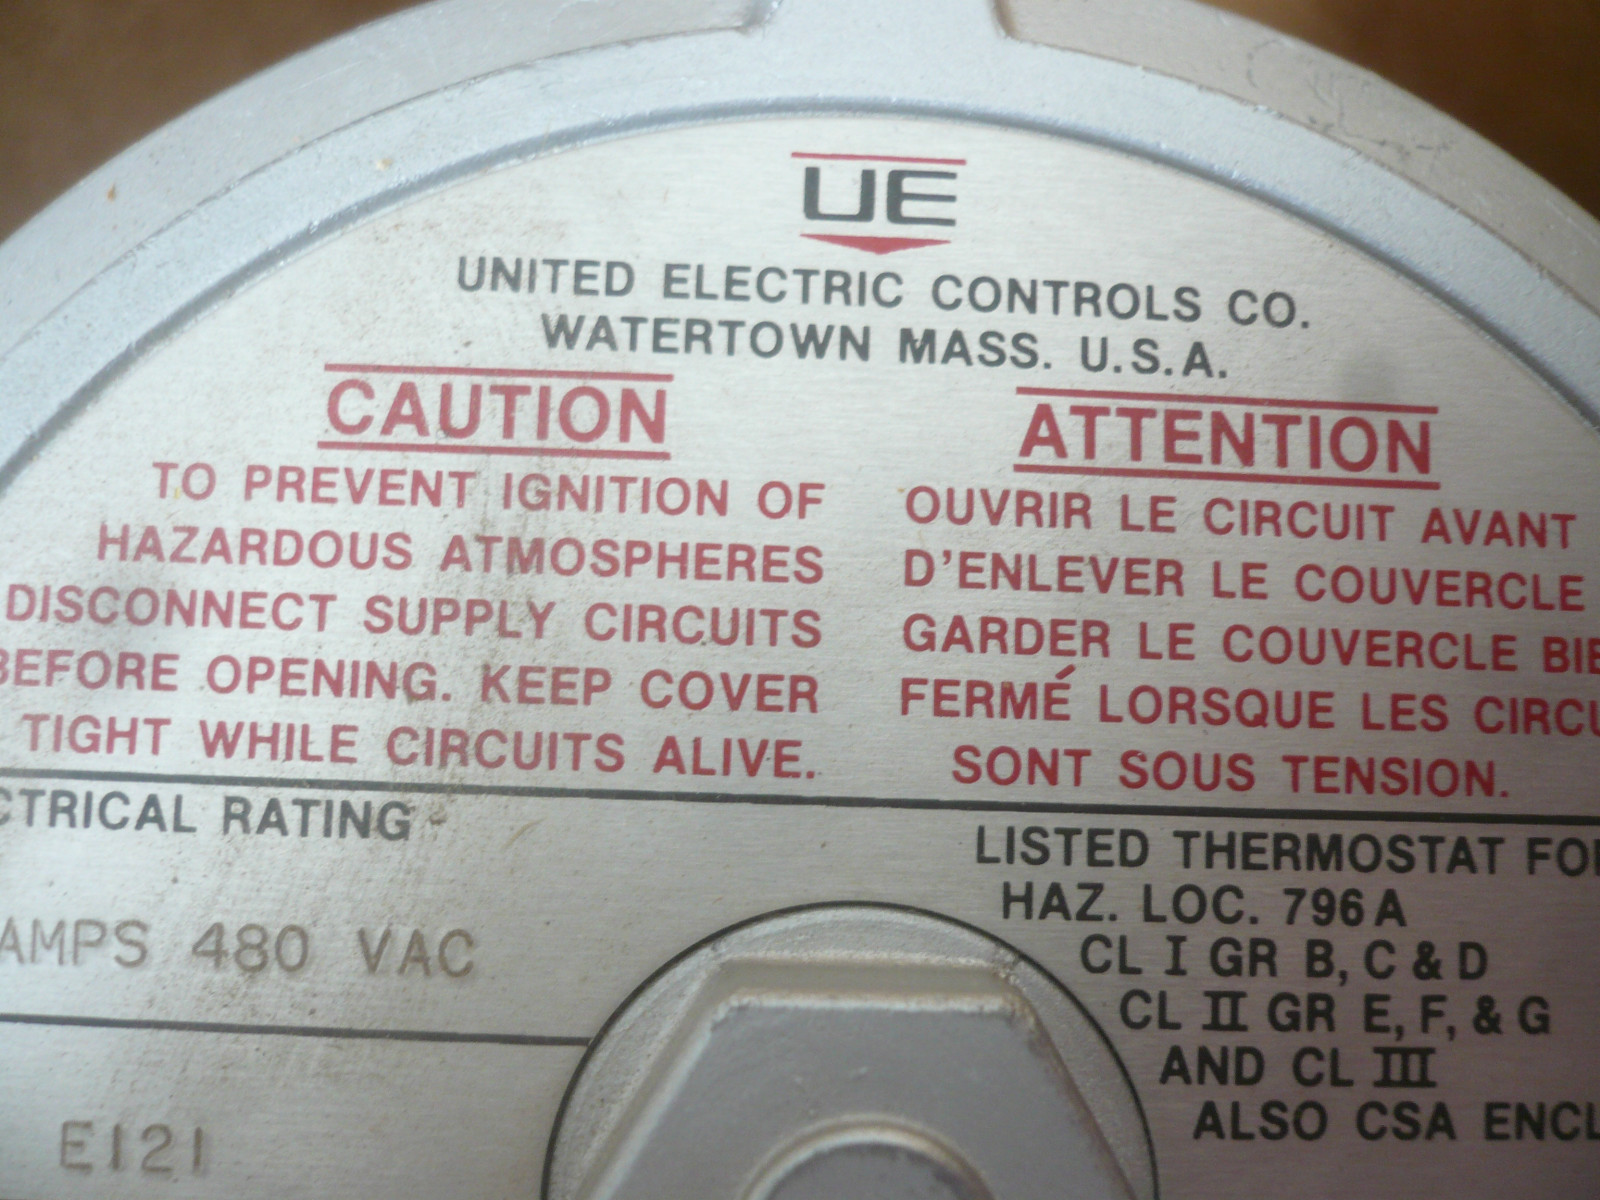 UE
UNITED ELECTRIC CONTROLS CO.
WATERTOWN MASS. U.S.A.
CAUTION
TO PREVENT IGNITION OF
HAZARDOUS ATMOSPHERES
DISCONNECT SUPPLY CIRCUITS
BEFORE OPENING. KEEP COVER
TIGHT WHILE CIRCUITS ALIVE.
ATTENTION
OUVRIR LE CIRCUIT AVANT
D'ENLEVER LE COUVERCLE
GARDER LE COUVERCLE
FERMÉ LORSQUE LES
SONT SOUS TENSION.
RATING
AMPS 480 VAC
E121
LISTED THERMOSTAT
HAZ. LOC. 796A
CL I GR B, C & D
CL II GR E, F, & G
AND CL III
ALSO CSA